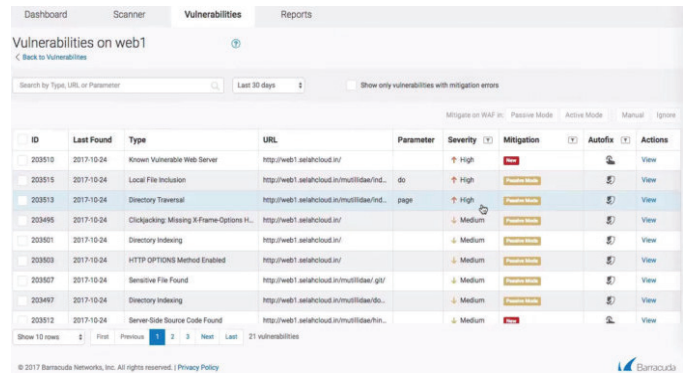 Dashboard Scanner Vulnerabilities Reports
Vulnerabilities on web1 ?
< Back to Vulnerabilities
Search by Type, URL or Parameter Last 30 days Show only vulnerabilities with mitigation errors
Mitigate on WAF in: Passive Mode Active Mode Manual Ignore
ID Last Found Type URL Parameter Severity Mitigation Autofix Actions
203510 2017-10-24 Known Vulnerable Web Server http://web1.selahcloud.in/ High New View
203515 2017-10-24 Local File Inclusion http://web1.selahcloud.in/mutillidae/ind... do High Passive Mode View
203513 2017-10-24 Directory Traversal http://web1.selahcloud.in/mutillidae/ind... page High Passive Mode View
203495 2017-10-24 Clickjacking: Missing X-Frame-Options H... http://web1.selahcloud.in/ Medium Passive Mode View
203501 2017-10-24 Directory Indexing http://web1.selahcloud.in/ Medium Passive Mode View
203503 2017-10-24 HTTP OPTIONS Method Enabled http://web1.selahcloud.in/ Medium Passive Mode View
203507 2017-10-24 Sensitive File Found http://web1.selahcloud.in/mutillidae/.git/ Medium Passive Mode View
203497 2017-10-24 Directory Indexing http://web1.selahcloud.in/mutillidae/do... Medium Passive Mode View
203512 2017-10-24 Server-Side Source Code Found http://web1.selahcloud.in/mutillidae/hin... Medium New View
Show 10 rows First Previous 1 2 3 Next Last 21 vulnerabilities
© 2017 Barracuda Networks, Inc. All rights reserved. | Privacy Policy Barracuda